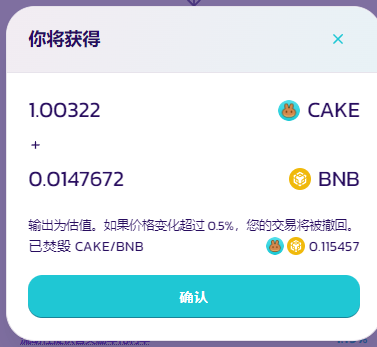 你将获得
1.00322 CAKE
+
0.0147672 BNB
输出为估值。如果价格变化超过 0.5%，您的交易将被撤回。
已焚毁 CAKE/BNB 0.115457
确认